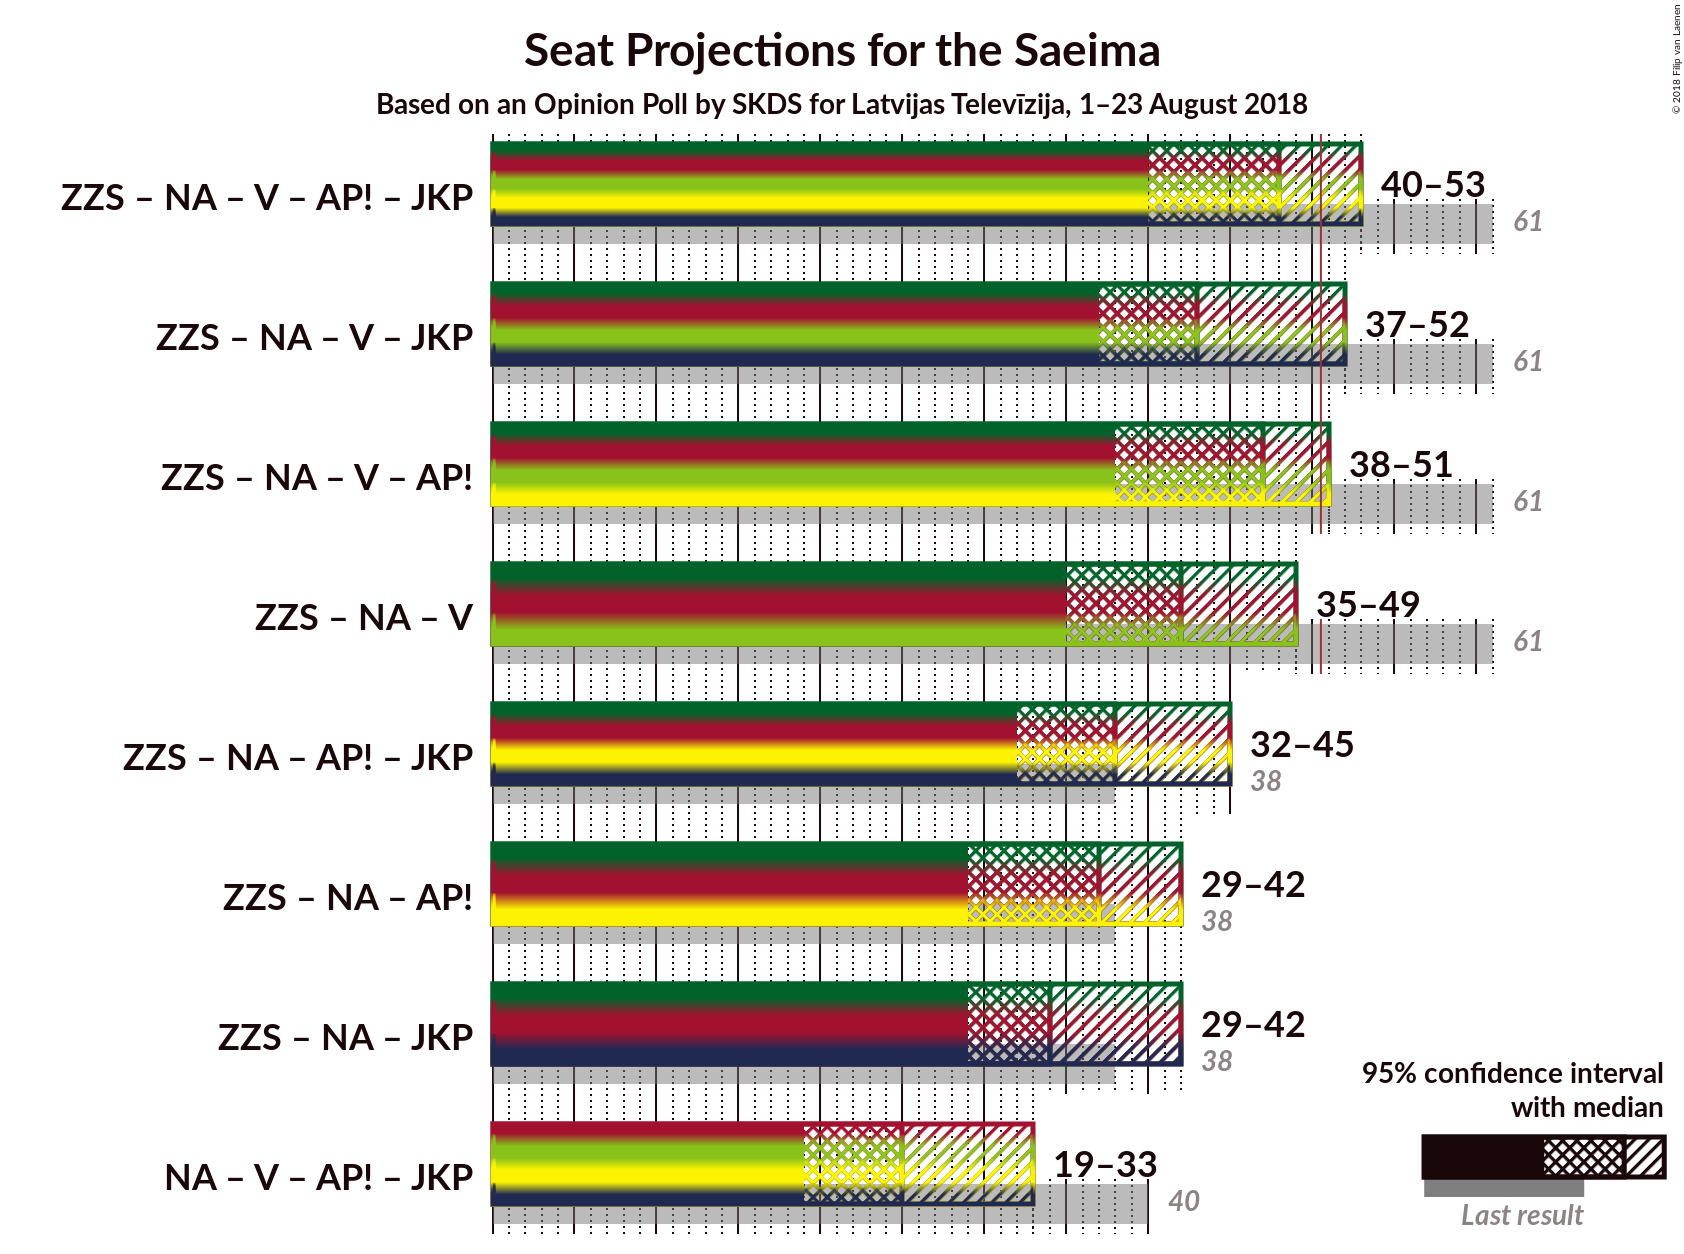 Seat Projections for the Saeima
Based on an Opinion Poll by SKDS for Latvijas Televīzija, 1–23 August 2018
© 2018 Filip van Laenen
ZZS – NA – V – AP! – JKP
40–53
61
ZZS – NA – V – JKP
37–52
61
ZZS – NA – V – AP!
38–51
61
ZZS – NA – V
35–49
61
ZZS – NA – AP! – JKP
32–45
38
ZZS – NA – AP!
29–42
38
ZZS – NA – JKP
29–42
38
NA – V – AP! – JKP
19–33
40
95% confidence interval
with median
Last result